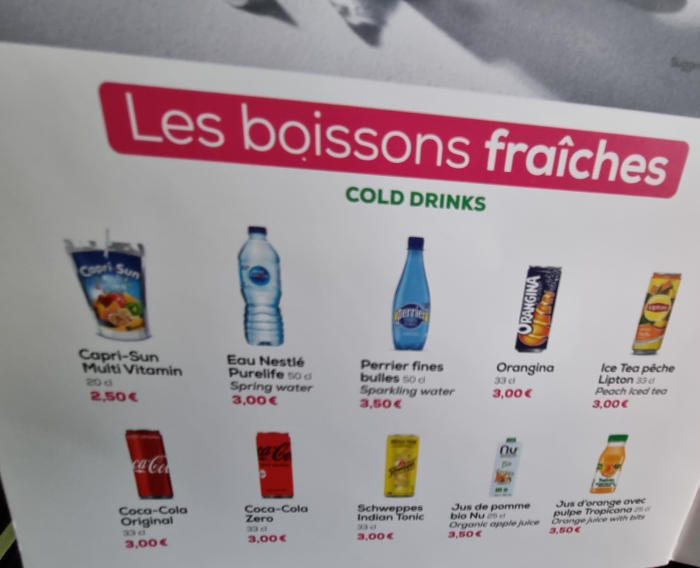 Les boissons fraîches
COLD DRINKS
Capri-Sun
Perrier
ORANGINA
Lipton
Capri-Sun
Multi Vitamin
20 cl
2,50 €
Eau Nestlé
Purelife 50 cl
Spring water
3,00 €
Perrier fines
bulles 50 cl
Sparkling water
3,50 €
Orangina
33 cl
3,00 €
Ice Tea pêche
Lipton 33 cl
Peach Iced tea
3,00 €
Coca-Cola
Original
33 cl
3,00 €
Coca-Cola
Zero
33 cl
3,00 €
Schweppes
Indian Tonic
33 cl
3,00 €
nu
Jus de pomme
bio Nu 25 cl
Organic apple juice
3,50 €
Jus d'orange avec
pulpe Tropicana 25 cl
Orange juice with bits
3,50 €